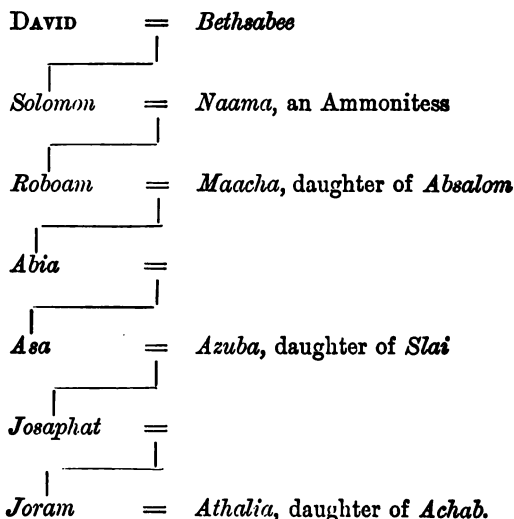 DAVID = Bethsabee
Solomon = Naama, an Ammonitess
Roboam = Maacha, daughter of Absalom
Abia =
Asa = Azuba, daughter of Slai
Josaphat =
Joram = Athalia, daughter of Achab.